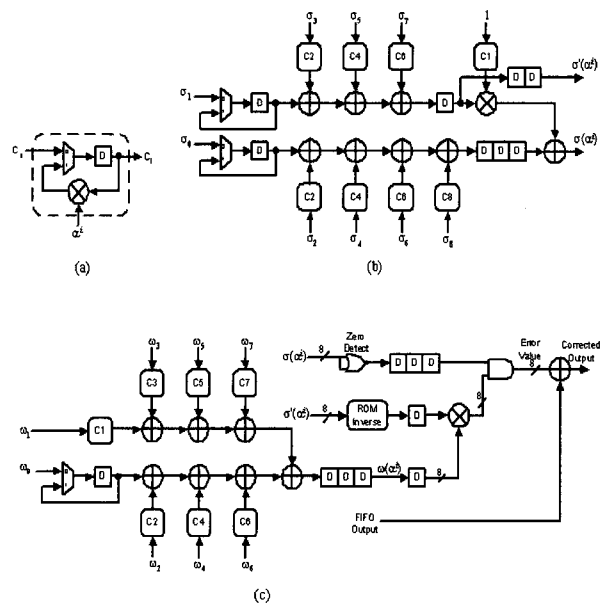 σ3 σ5 σ7 1
C2 C4 C6 C1
D D σ'(αⁱ)
σ1 D D
σ0 D D D D σ(αⁱ)
C2 C4 C6 C8
σ2 σ4 σ6 σ8
Ci D Ci
αⁱ
(a)
(b)
ω3 ω5 ω7
C3 C5 C7
ω1 C1
ω0 D D D D ω(αⁱ) D 8
C2 C4 C6
ω2 ω4 ω6
Zero
Detect
σ(αⁱ) 8 D D D
Error
Value
8
Corrected
Output
σ'(αⁱ) 8 ROM
Inverse
D 8
FIFO
Output
(c)